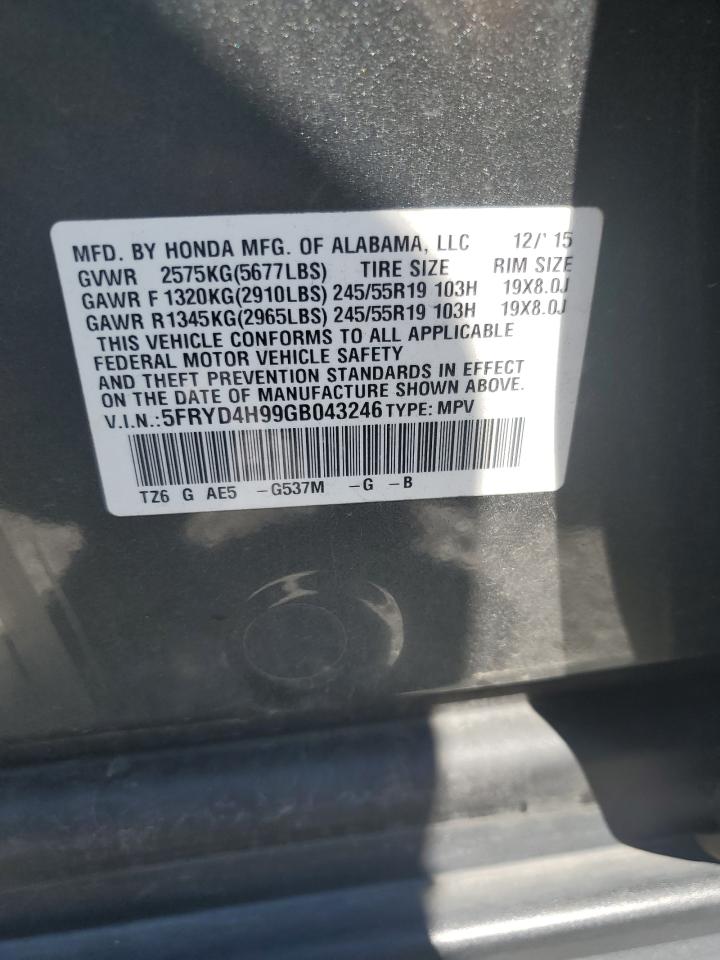 MFD. BY HONDA MFG. OF ALABAMA, LLC 12/'15
GVWR 2575KG(5677LBS) TIRE SIZE RIM SIZE
GAWR F 1320KG(2910LBS) 245/55R19 103H 19X8.0J
GAWR R1345KG(2965LBS) 245/55R19 103H 19X8.0J
THIS VEHICLE CONFORMS TO ALL APPLICABLE
FEDERAL MOTOR VEHICLE SAFETY
AND THEFT PREVENTION STANDARDS IN EFFECT
ON THE DATE OF MANUFACTURE SHOWN ABOVE.
V.I.N.:5FRYD4H99GB043246 TYPE: MPV
TZ6 G AE5 -G537M -G -B